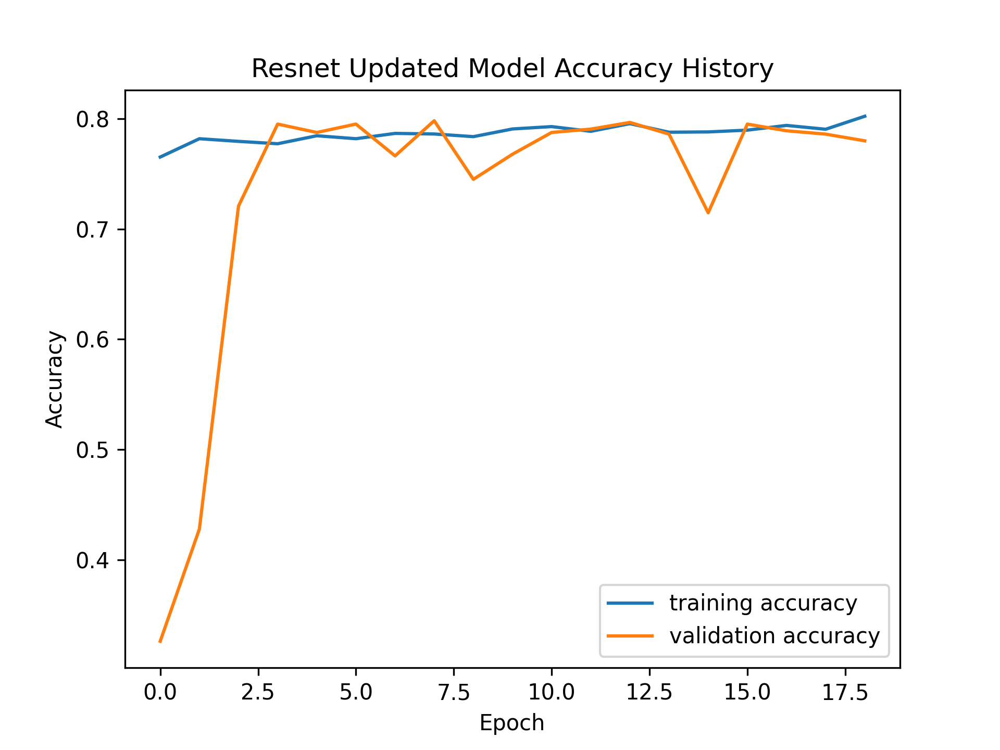 Resnet Updated Model Accuracy History
0.8
0.7
0.6
0.5
0.4
Accuracy
training accuracy
validation accuracy
0.0 2.5 5.0 7.5 10.0 12.5 15.0 17.5
Epoch